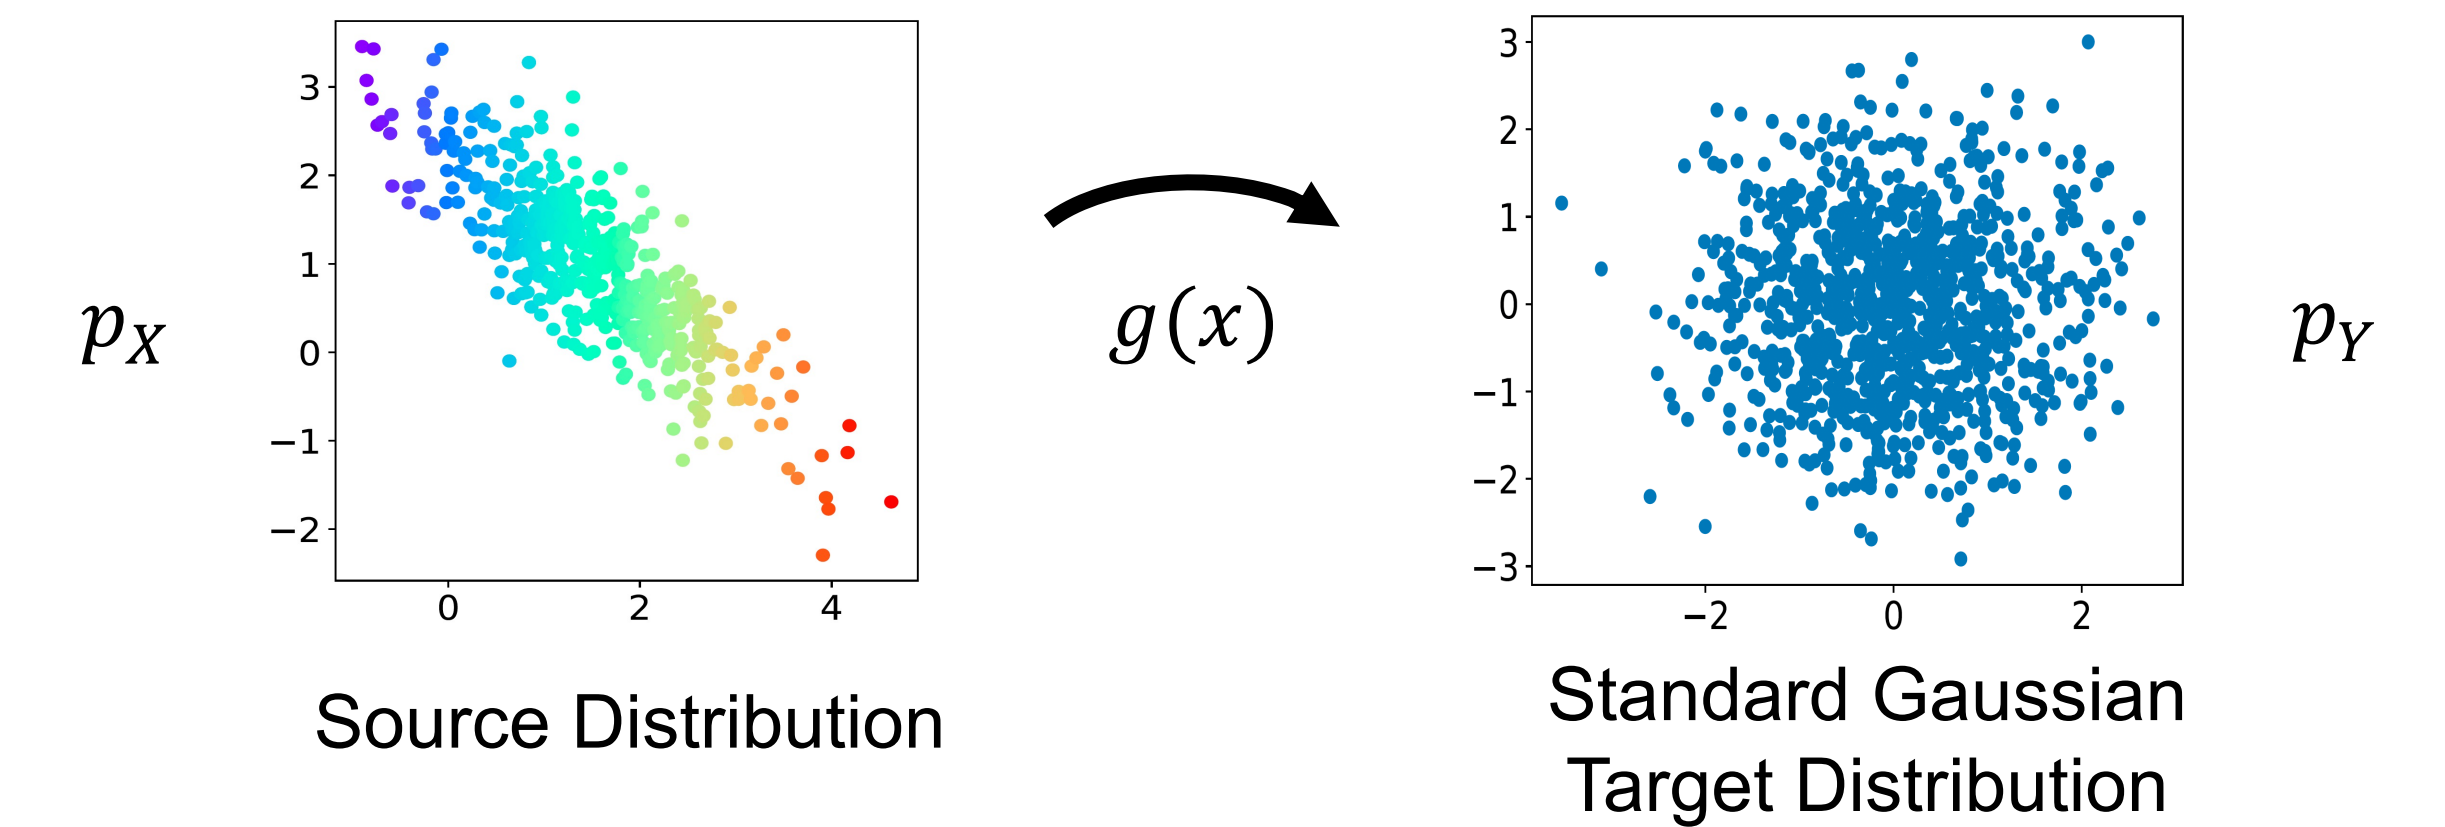 p_X
3
2
1
0
−1
−2
0 2 4
Source Distribution
g(x)
3
2
1
0
−1
−2
−3
−2 0 2
Standard Gaussian
Target Distribution
p_Y